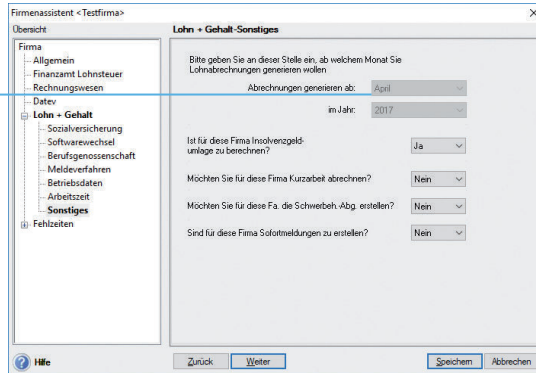 Firmenassistent <Testfirma>
Übersicht
Firma
Allgemein
Finanzamt Lohnsteuer
Rechnungswesen
Datev
Lohn + Gehalt
Sozialversicherung
Softwarewechsel
Berufsgenossenschaft
Meldeverfahren
Betriebsdaten
Arbeitszeit
Sonstiges
Fehlzeiten
Lohn + Gehalt-Sonstiges
Bitte geben Sie an dieser Stelle ein, ab welchem Monat Sie
Lohnabrechnungen generieren wollen
Abrechnungen generieren ab: April
im Jahr: 2017
Ist für diese Firma Insolvenzgeld-
umlage zu berechnen? Ja
Möchten Sie für diese Firma Kurzarbeit abrechnen? Nein
Möchten Sie für diese Fa. die Schwerbeh.-Abg. erstellen? Nein
Sind für diese Firma Sofortmeldungen zu erstellen? Nein
Hilfe Zurück Weiter Speichern Abbrechen